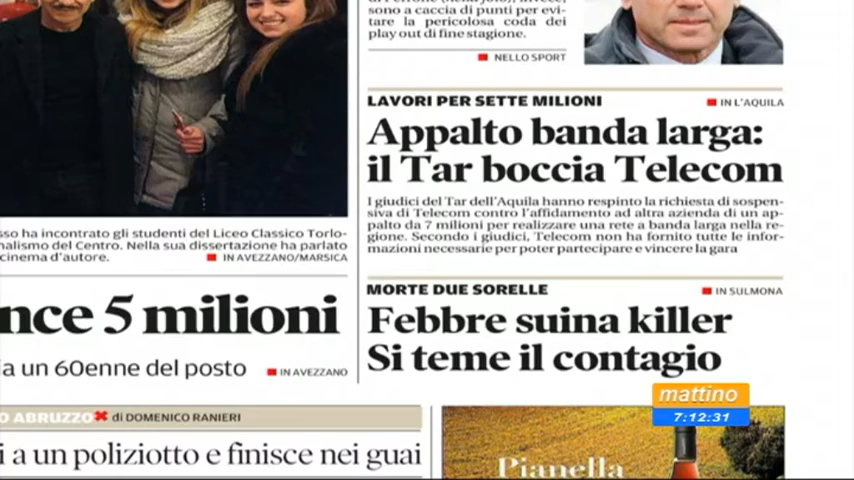 sono a caccia di punti per evi-
tare la pericolosa coda dei
play out di fine stagione.
NELLO SPORT
LAVORI PER SETTE MILIONI
IN L'AQUILA
Appalto banda larga:
il Tar boccia Telecom
I giudici del Tar dell'Aquila hanno respinto la richiesta di sospen-
siva di Telecom contro l'affidamento ad altra azienda di un ap-
palto da 7 milioni per realizzare una rete a banda larga nella re-
gione. Secondo i giudici, Telecom non ha fornito tutte le infor-
mazioni necessarie per poter partecipare e vincere la gara
sso ha incontrato gli studenti del Liceo Classico Torlo-
nalismo del Centro. Nella sua dissertazione ha parlato
cinema d'autore.
IN AVEZZANO/MARSICA
nce 5 milioni
ia un 60enne del posto
IN AVEZZANO
MORTE DUE SORELLE
IN SULMONA
Febbre suina killer
Si teme il contagio
mattino
7:12:31
O ABRUZZO
di DOMENICO RANIERI
i a un poliziotto e finisce nei guai
Pianella